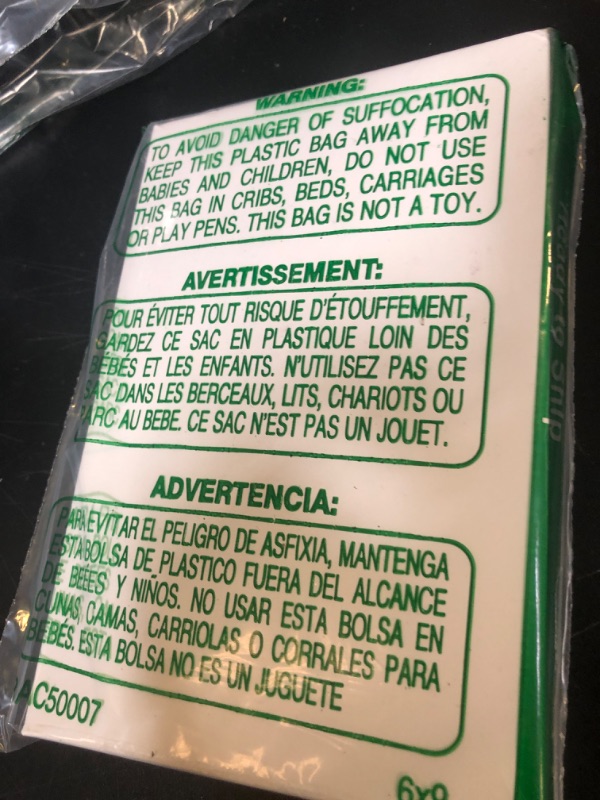 WARNING:
TO AVOID DANGER OF SUFFOCATION,
KEEP THIS PLASTIC BAG AWAY FROM
BABIES AND CHILDREN, DO NOT USE
THIS BAG IN CRIBS, BEDS, CARRIAGES
OR PLAY PENS. THIS BAG IS NOT A TOY.
AVERTISSEMENT:
POUR ÉVITER TOUT RISQUE D'ÉTOUFFEMENT,
GARDEZ CE SAC EN PLASTIQUE LOIN DES
BÉBÉS ET LES ENFANTS. N'UTILISEZ PAS CE
SAC DANS LES BERCEAUX, LITS, CHARIOTS OU
PARC AU BEBE. CE SAC N'EST PAS UN JOUET.
ADVERTENCIA:
PARA EVITAR EL PELIGRO DE ASFIXIA, MANTENGA
ESTA BOLSA DE PLASTICO FUERA DEL ALCANCE
DE BEBES Y NIÑOS. NO USAR ESTA BOLSA EN
CUNAS, CAMAS, CARRIOLAS O CORRALES PARA
BEBÉS. ESTA BOLSA NO ES UN JUGUETE
AC50007
6x9
Ready to Ship